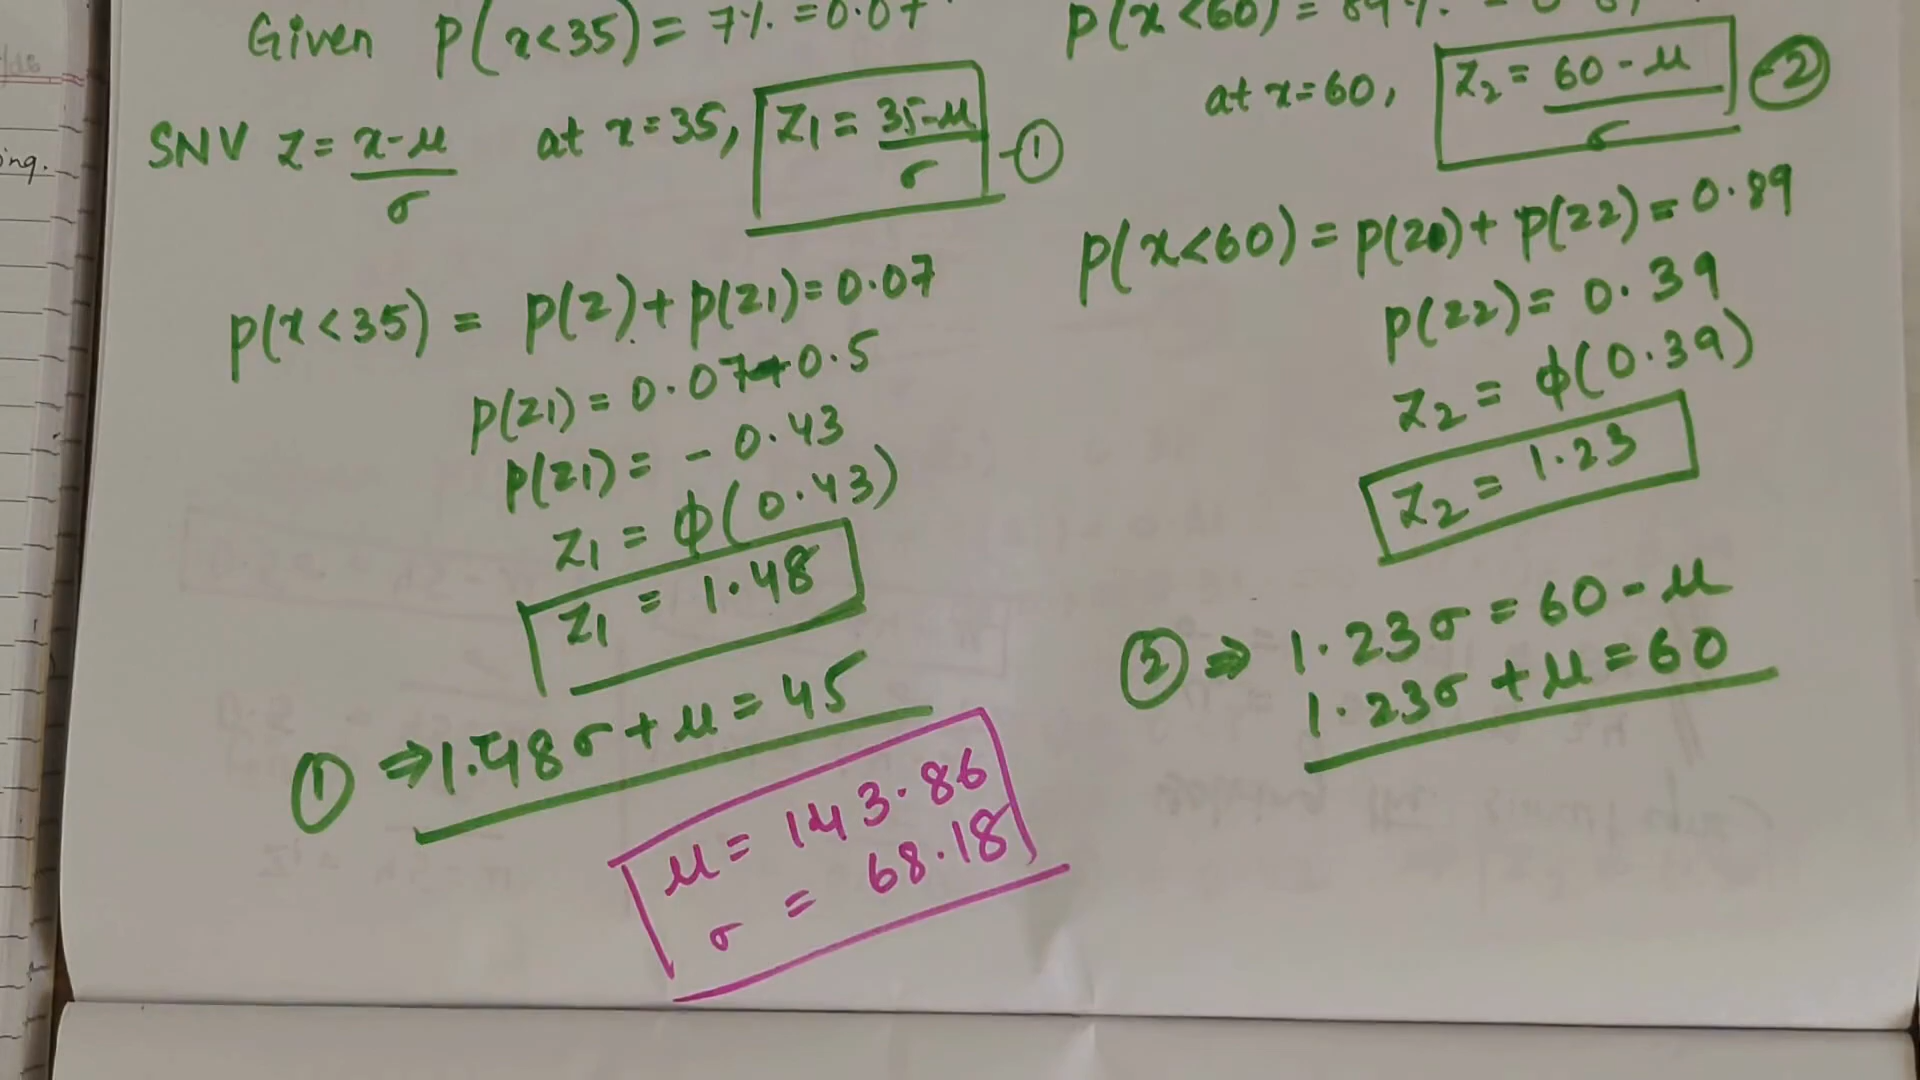 Given P(x<35) = 7% = 0.07
SNV z = x-μ / σ at x=35, z1 = 35-μ / σ -①
P(x<35) = P(z)+P(z1)=0.07
P(z1) = 0.07+0.5
P(z1) = - 0.43
z1 = ϕ(0.43)
z1 = 1.48
① ⇒ 1.48σ+μ = 45
μ = 143.86
σ = 68.18
P(x<60) = 89%
at x=60, z2 = 60-μ / σ -②
P(x<60) = P(z0)+P(z2) = 0.89
P(z2) = 0.39
z2 = ϕ(0.39)
z2 = 1.23
② ⇒ 1.23σ = 60-μ
1.23σ+μ = 60
ing.